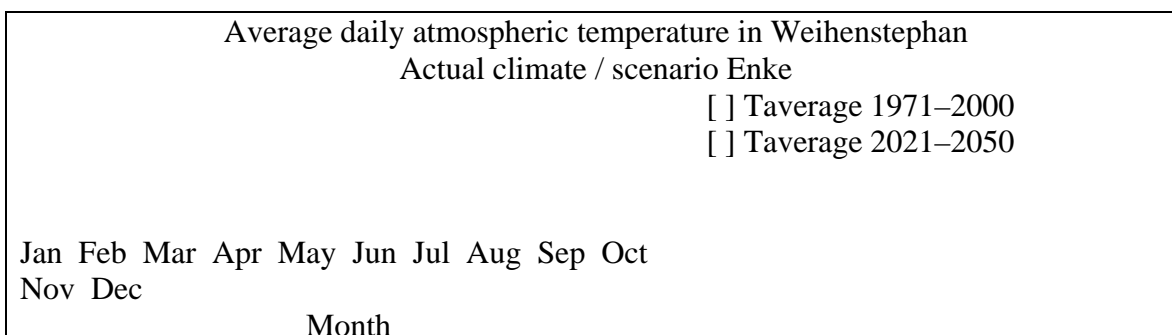 Average daily atmospheric temperature in Weihenstephan
Actual climate / scenario Enke
[ ] Taverage 1971–2000
[ ] Taverage 2021–2050
Jan Feb Mar Apr May Jun Jul Aug Sep Oct
Nov Dec
Month